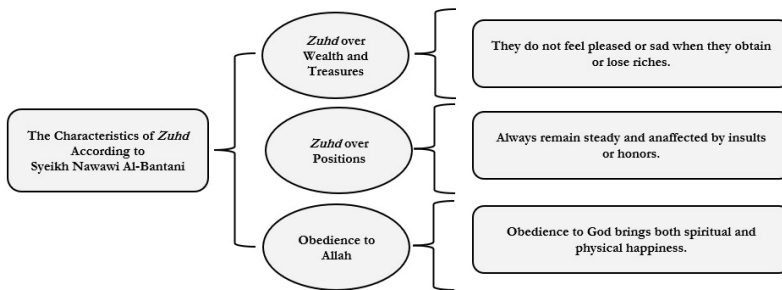 The Characteristics of Zuhd
According to
Syeikh Nawawi Al-Bantani
Zuhd over
Wealth and
Treasures
They do not feel pleased or sad when they obtain
or lose riches.
Zuhd over
Positions
Always remain steady and anaffected by insults
or honors.
Obedience to
Allah
Obedience to God brings both spiritual and
physical happiness.